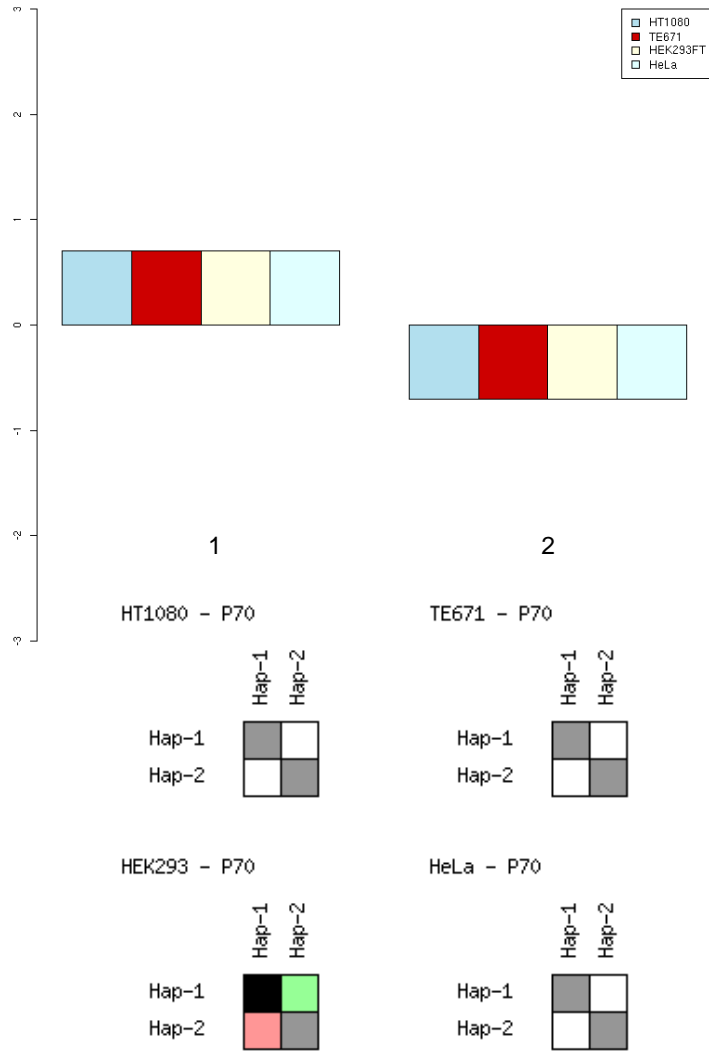 3
2
1
0
-1
-2
-3
HT1080
TE671
HEK293FT
HeLa
1
2
HT1080 - P70
TE671 - P70
Hap-1
Hap-2
Hap-1
Hap-2
Hap-1
Hap-2
Hap-1
Hap-2
HEK293 - P70
HeLa - P70
Hap-1
Hap-2
Hap-1
Hap-2
Hap-1
Hap-2
Hap-1
Hap-2